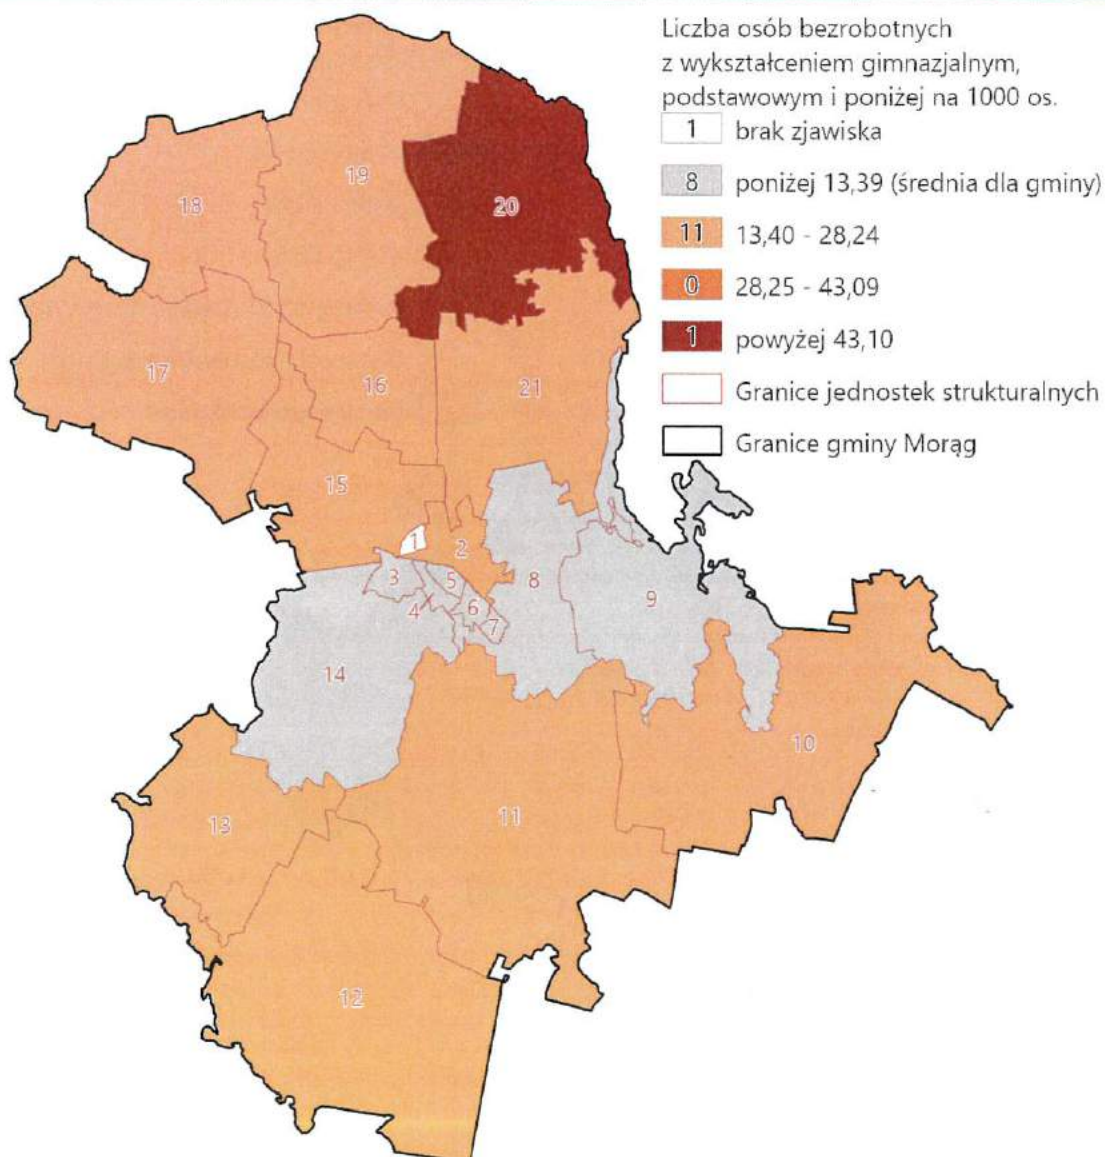 Liczba osób bezrobotnych
z wykształceniem gimnazjalnym,
podstawowym i poniżej na 1000 os.
1 brak zjawiska
8 poniżej 13,39 (średnia dla gminy)
11 13,40 - 28,24
0 28,25 - 43,09
1 powyżej 43,10
Granice jednostek strukturalnych
Granice gminy Morąg
19
20
18
17
16
21
15
1
2
3
5
8
9
4
6
7
14
10
13
11
12